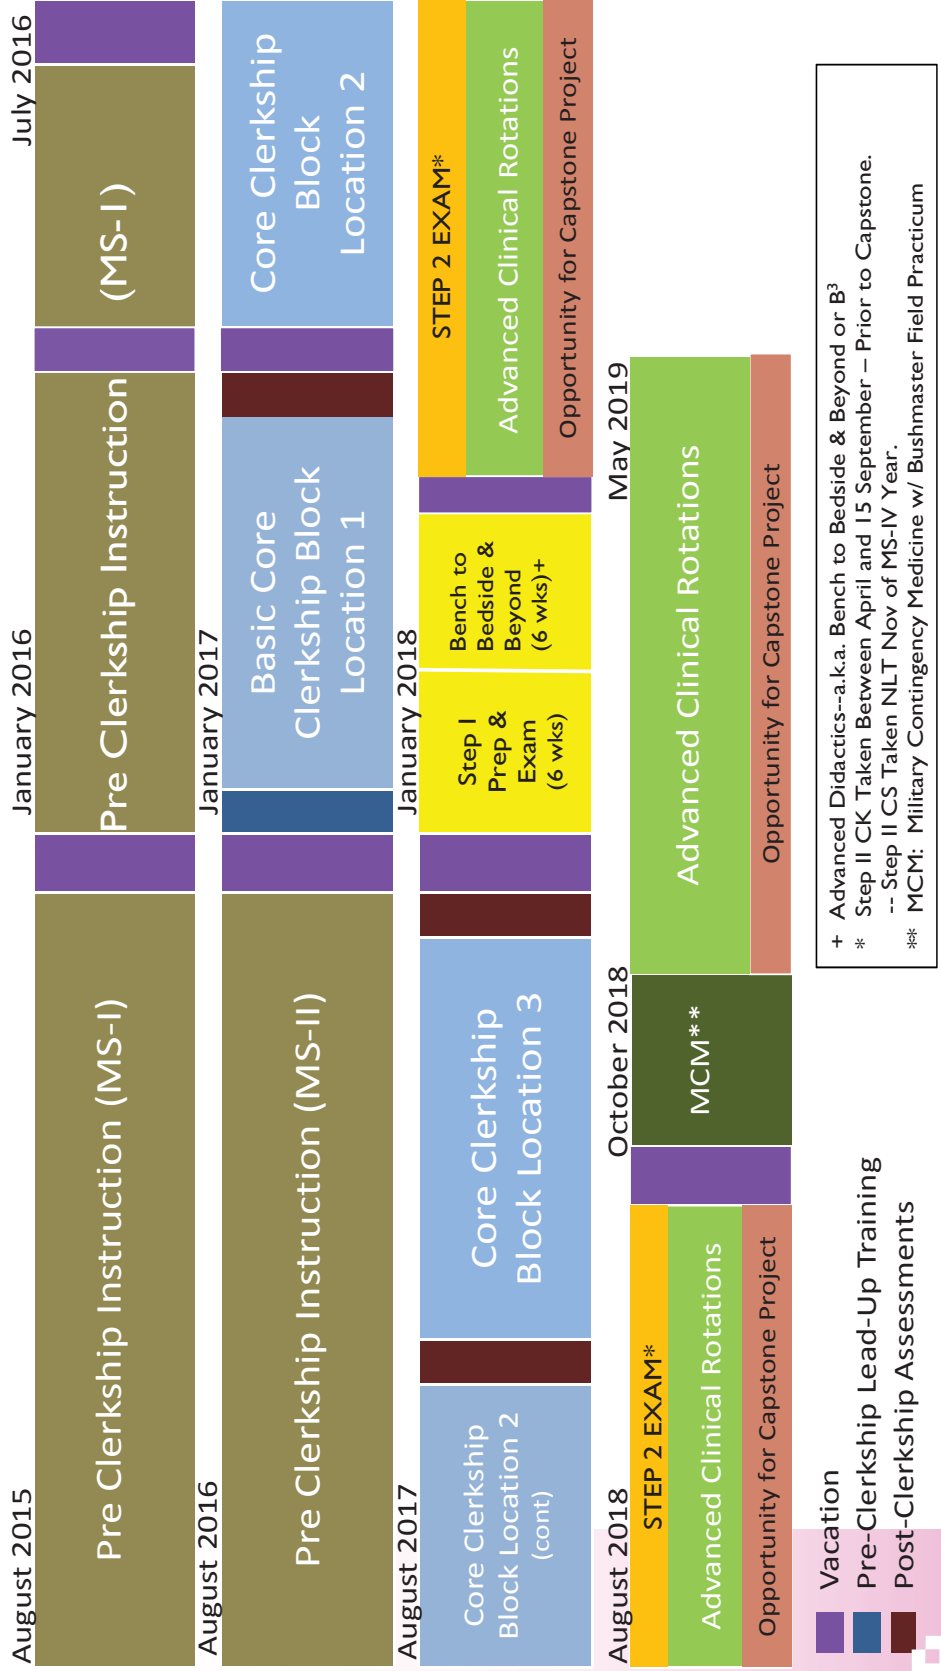 August 2015
January 2016
July 2016
Pre Clerkship Instruction (MS-I)
Pre Clerkship Instruction
(MS-I)
August 2016
January 2017
Pre Clerkship Instruction (MS-II)
Basic Core
Clerkship Block
Location 1
Core Clerkship
Block
Location 2
August 2017
January 2018
Core Clerkship
Block Location 2
(cont)
Core Clerkship
Block Location 3
Step I
Prep &
Exam
(6 wks)
Bench to
Bedside &
Beyond
(6 wks)+
STEP 2 EXAM*
Advanced Clinical Rotations
Opportunity for Capstone Project
August 2018
October 2018
May 2019
STEP 2 EXAM*
Advanced Clinical Rotations
Opportunity for Capstone Project
MCM**
Advanced Clinical Rotations
Opportunity for Capstone Project
Vacation
Pre-Clerkship Lead-Up Training
Post-Clerkship Assessments
+ Advanced Didactics--a.k.a. Bench to Bedside & Beyond or B³
* Step II CK Taken Between April and 15 September – Prior to Capstone.
-- Step II CS Taken NLT Nov of MS-IV Year.
** MCM: Military Contingency Medicine w/ Bushmaster Field Practicum